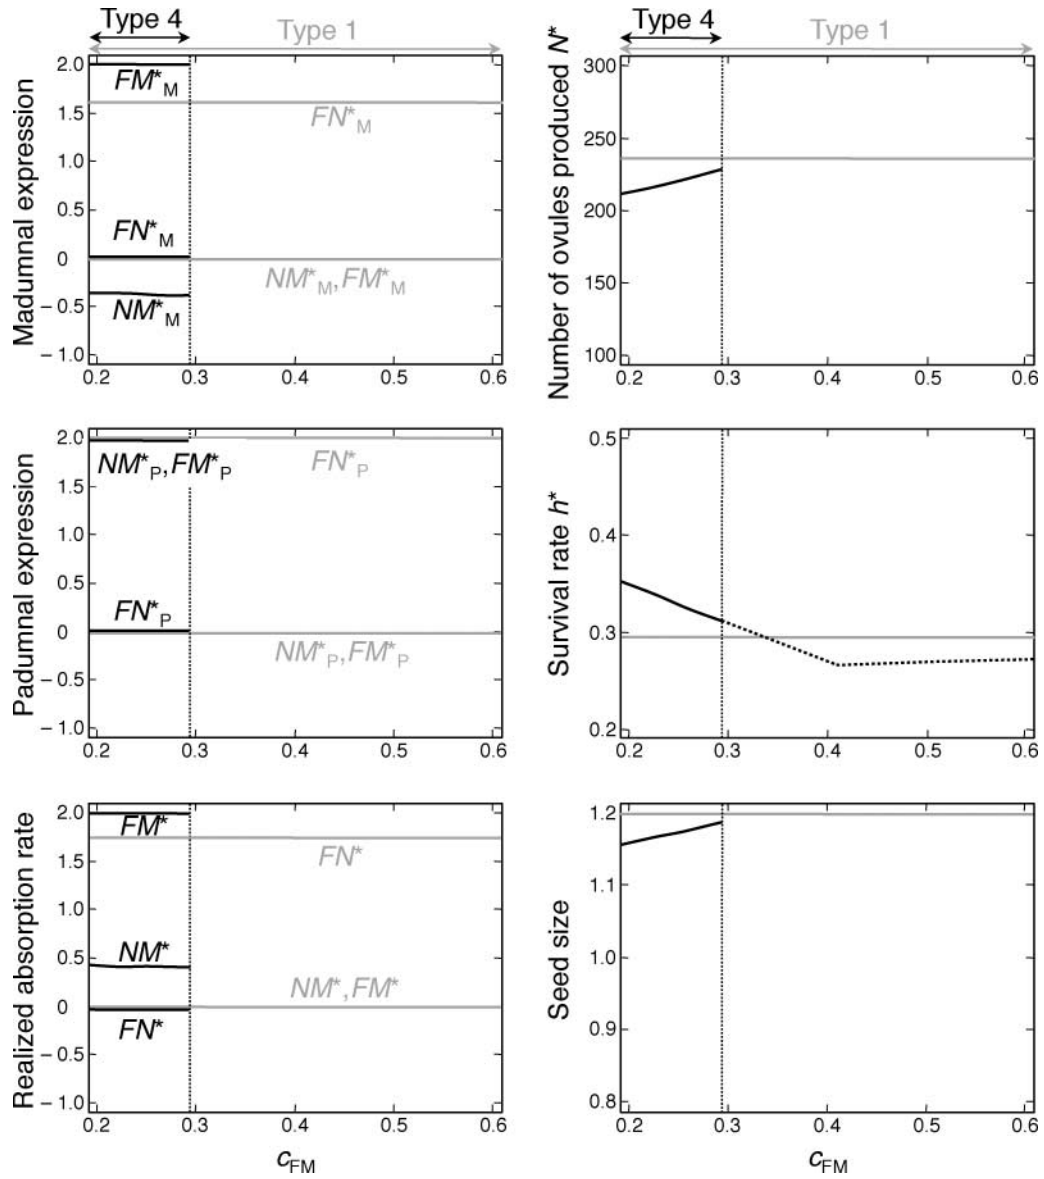 Type 4
Type 1
Madumnal expression
2.0
1.5
1.0
0.5
0
– 0.5
– 1.0
FM*M
FN*M
FN*M
NM*M,FM*M
NM*M
0.2 0.3 0.4 0.5 0.6
Type 4
Type 1
Number of ovules produced N*
300
250
200
150
100
0.2 0.3 0.4 0.5 0.6
Padumnal expression
2.0
1.5
1.0
0.5
0
– 0.5
– 1.0
NM*P,FM*P
FN*P
FN*P
NM*P,FM*P
0.2 0.3 0.4 0.5 0.6
Survival rate h*
0.5
0.4
0.3
0.2
0.2 0.3 0.4 0.5 0.6
Realized absorption rate
2.0
1.5
1.0
0.5
0
– 0.5
– 1.0
FM*
FN*
NM*
NM*,FM*
FN*
0.2 0.3 0.4 0.5 0.6
cFM
Seed size
1.2
1.1
1.0
0.9
0.8
0.2 0.3 0.4 0.5 0.6
cFM